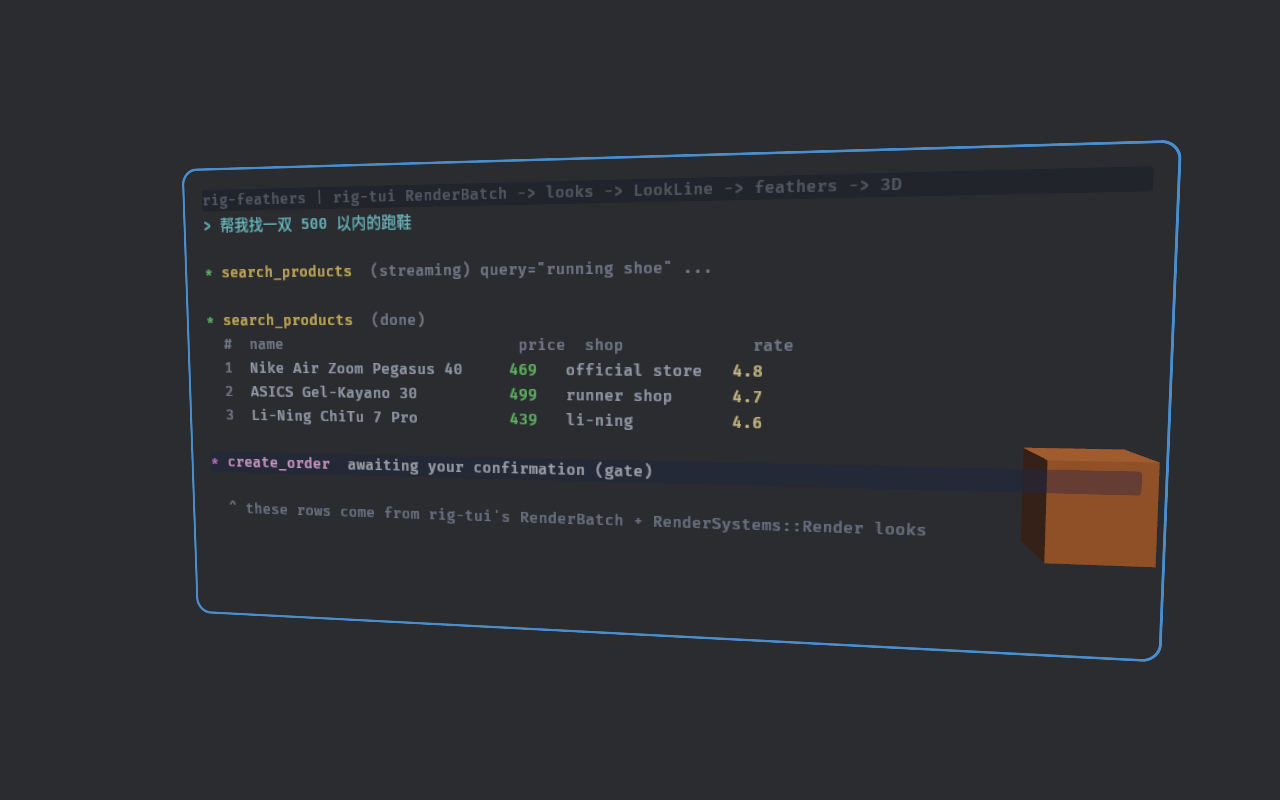 rig-feathers | rig-tui RenderBatch -> looks -> LookLine -> feathers -> 3D
> 帮我找一双 500 以内的跑鞋
* search_products (streaming) query="running shoe" ...
* search_products (done)
# name price shop rate
1 Nike Air Zoom Pegasus 40 469 official store 4.8
2 ASICS Gel-Kayano 30 499 runner shop 4.7
3 Li-Ning ChiTu 7 Pro 439 li-ning 4.6
* create_order awaiting your confirmation (gate)
^ these rows come from rig-tui's RenderBatch + RenderSystems::Render looks